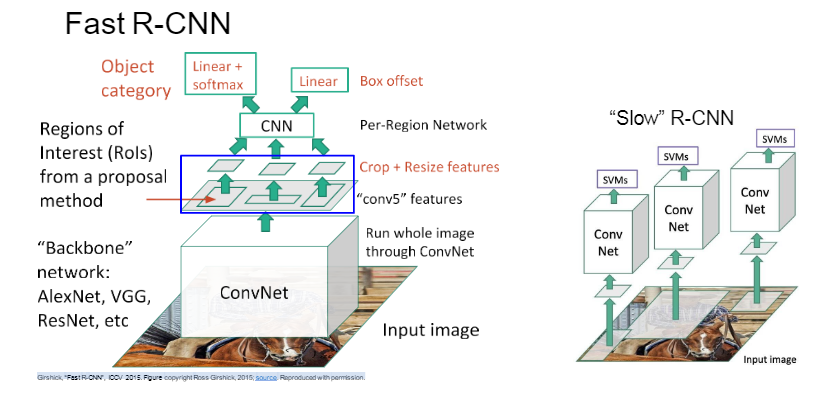 Fast R-CNN
Object
category
Linear +
softmax
Linear
Box offset
CNN
Per-Region Network
Regions of
Interest (RoIs)
from a proposal
method
Crop + Resize features
“conv5” features
Run whole image
through ConvNet
“Backbone”
network:
AlexNet, VGG,
ResNet, etc
ConvNet
Input image
Girshick, “Fast R-CNN”, ICCV 2015. Figure copyright Ross Girshick, 2015; source. Reproduced with permission.
“Slow” R-CNN
SVMs
SVMs
SVMs
Conv
Net
Conv
Net
Conv
Net
Input image